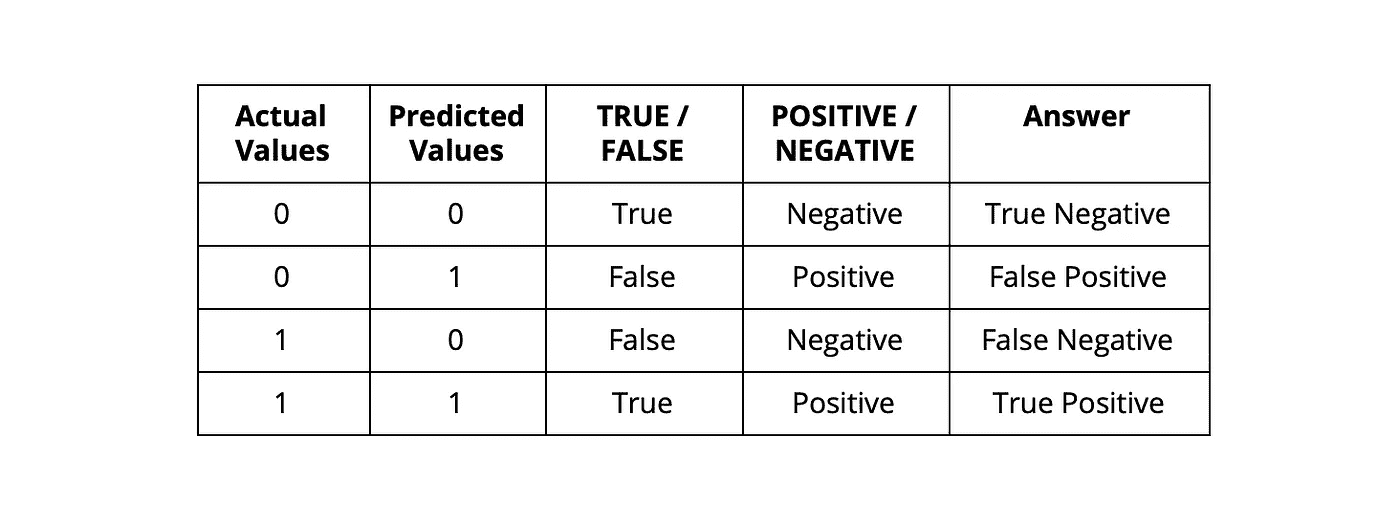 Actual Values Predicted Values TRUE / FALSE POSITIVE / NEGATIVE Answer
0 0 True Negative True Negative
0 1 False Positive False Positive
1 0 False Negative False Negative
1 1 True Positive True Positive